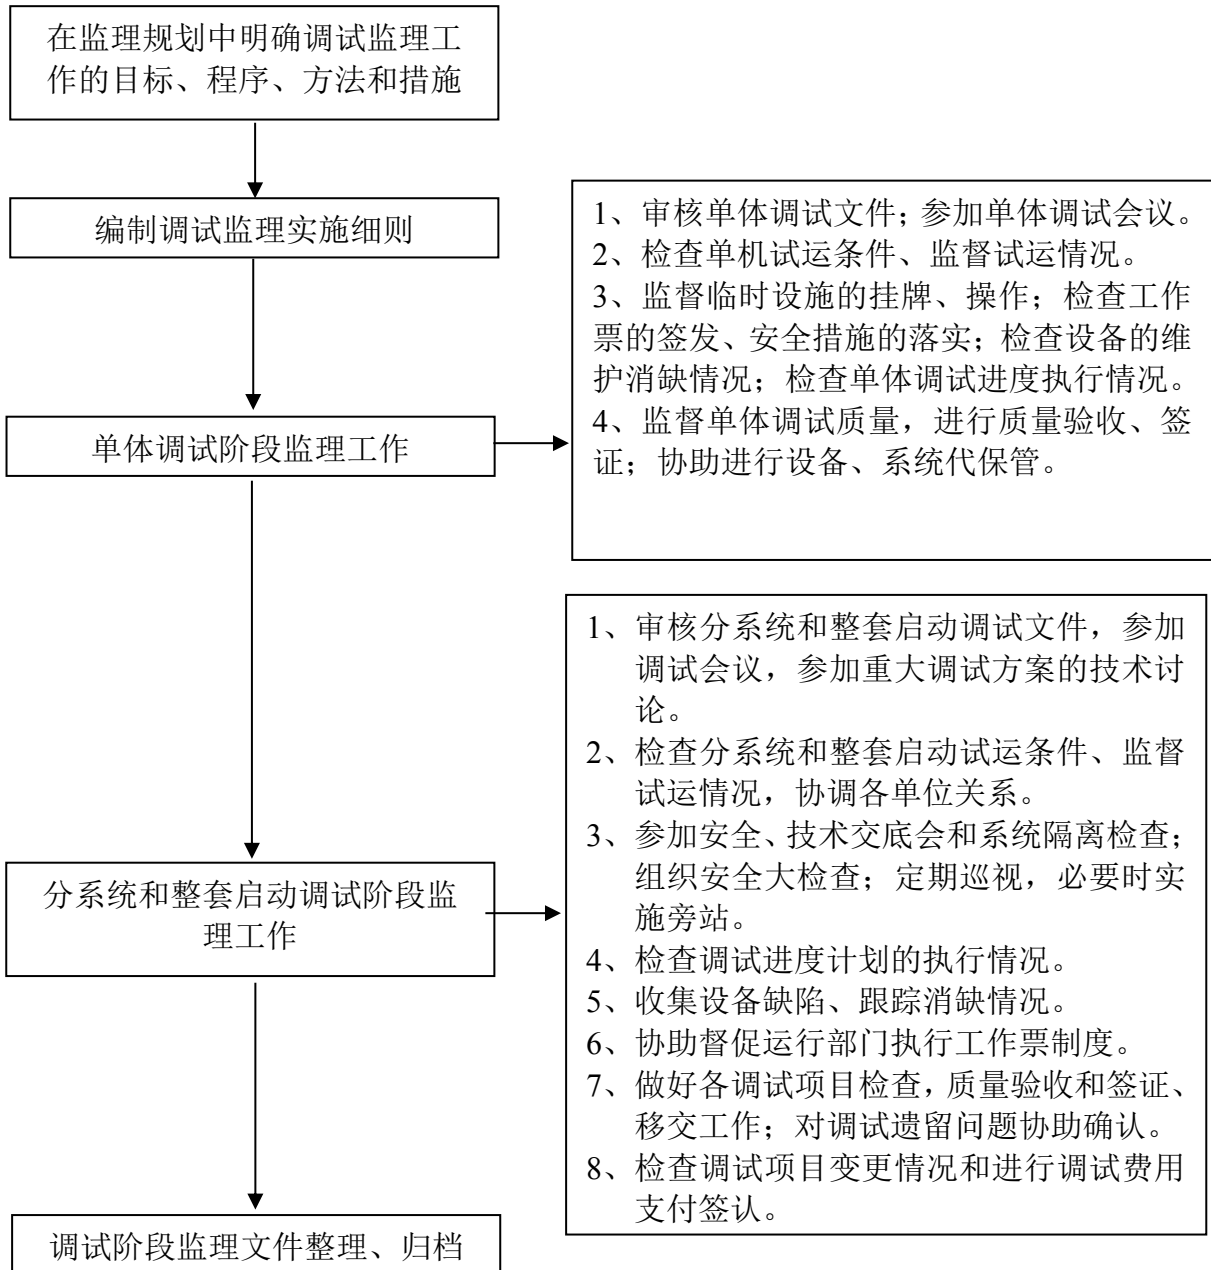 在监理规划中明确调试监理工
作的目标、程序、方法和措施
编制调试监理实施细则
1、审核单体调试文件；参加单体调试会议。
2、检查单机试运条件、监督试运情况。
3、监督临时设施的挂牌、操作；检查工作
票的签发、安全措施的落实；检查设备的维
护消缺情况；检查单体调试进度执行情况。
4、监督单体调试质量，进行质量验收、签
证；协助进行设备、系统代保管。
单体调试阶段监理工作
1、审核分系统和整套启动调试文件，参加
调试会议，参加重大调试方案的技术讨
论。
2、检查分系统和整套启动试运条件、监督
试运情况，协调各单位关系。
3、参加安全、技术交底会和系统隔离检查；
组织安全大检查；定期巡视，必要时实
施旁站。
4、检查调试进度计划的执行情况。
5、收集设备缺陷、跟踪消缺情况。
6、协助督促运行部门执行工作票制度。
7、做好各调试项目检查，质量验收和签证、
移交工作；对调试遗留问题协助确认。
8、检查调试项目变更情况和进行调试费用
支付签认。
分系统和整套启动调试阶段监
理工作
调试阶段监理文件整理、归档